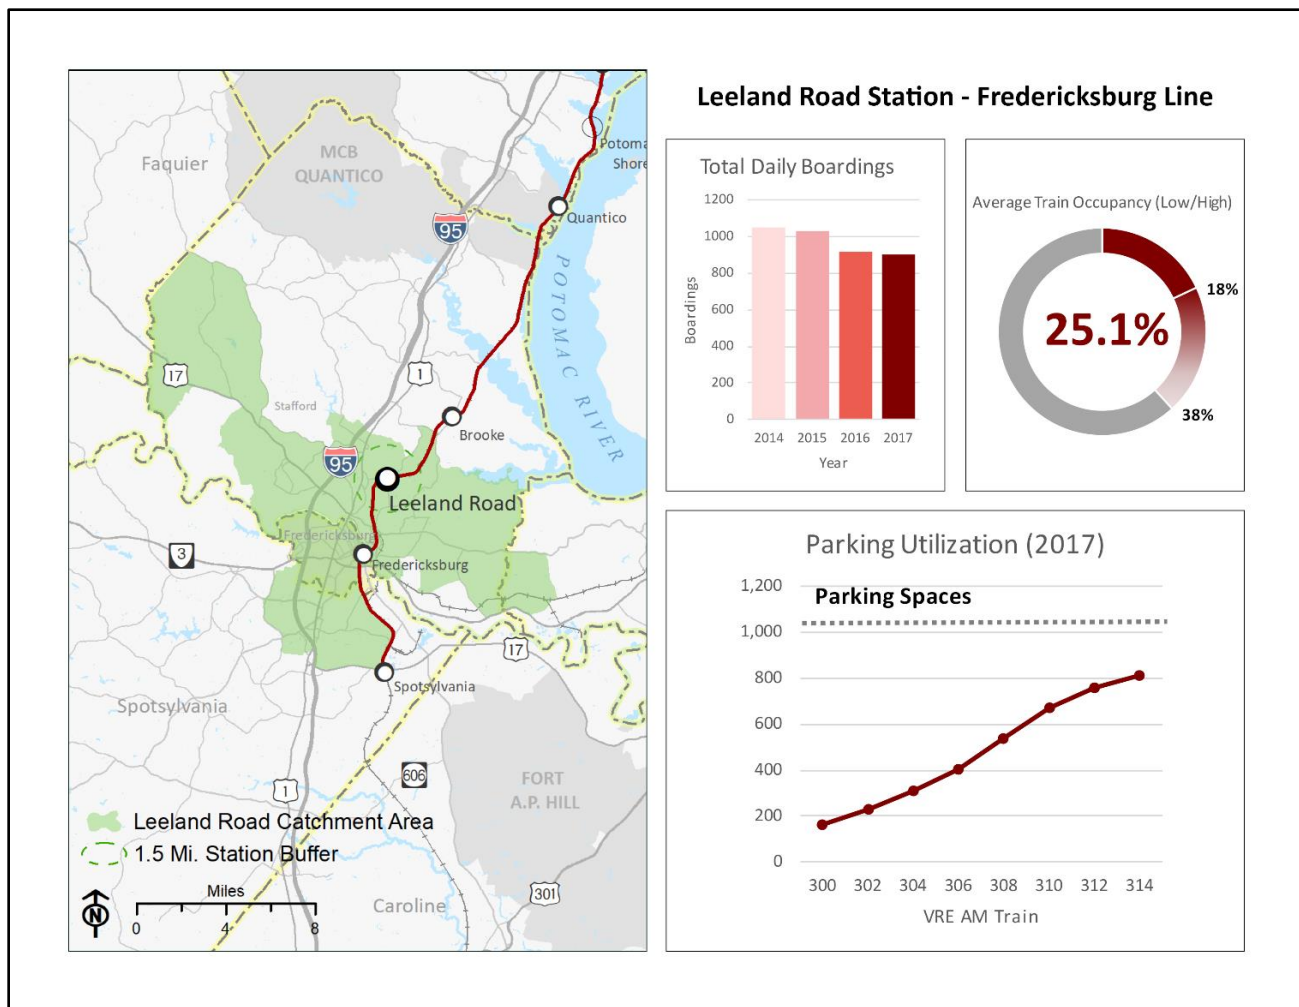 Leeland Road Station - Fredericksburg Line
Faquier
MCB
QUANTICO
Potoma
Shore
95
Quantico
POTOMAC RIVER
17
1
Stafford
Brooke
95
Leeland Road
3
Fredericksburg
Fredericksburg
17
Spotsylvania
Spotsylvania
606
1
FORT
A.P. HILL
Leeland Road Catchment Area
1.5 Mi. Station Buffer
301
Miles
N
0 4 8
Caroline
Total Daily Boardings
1200
1000
800
600
400
200
0
Boardings
2014 2015 2016 2017
Year
Average Train Occupancy (Low/High)
18%
25.1%
38%
Parking Utilization (2017)
1,200
Parking Spaces
1,000
800
600
400
200
0
300 302 304 306 308 310 312 314
VRE AM Train